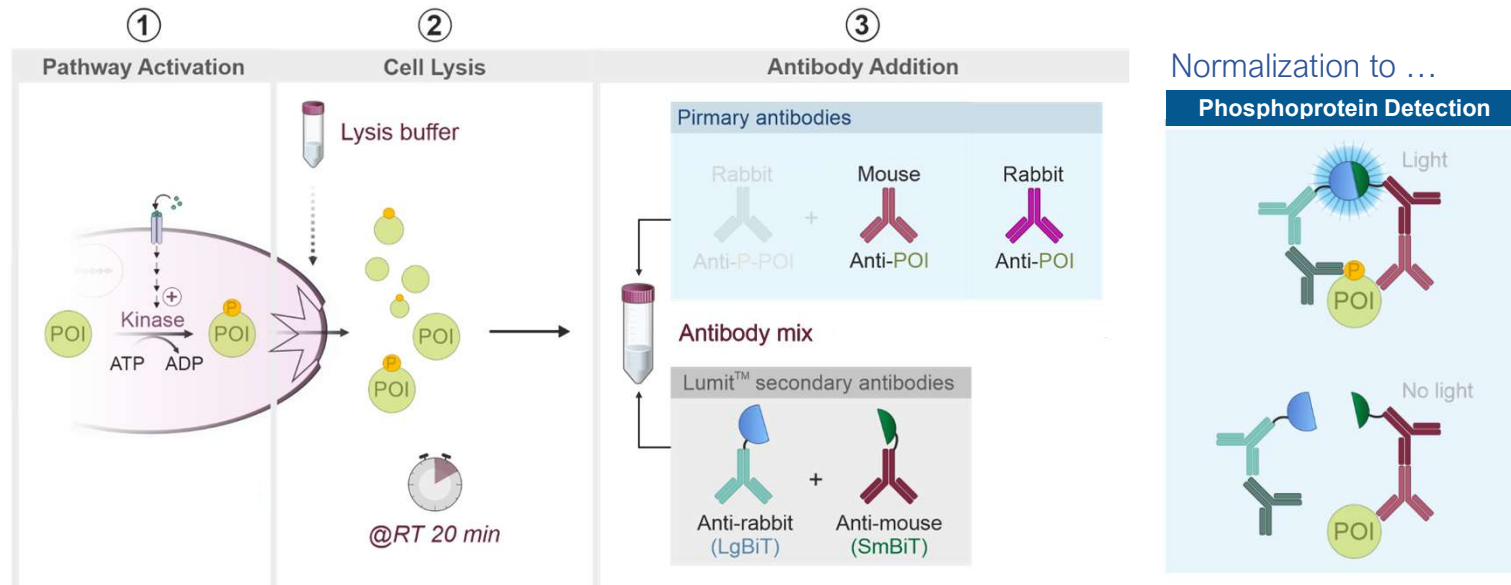 1
2
3
Pathway Activation
Cell Lysis
Antibody Addition
Normalization to …
Phosphoprotein Detection
Lysis buffer
POI
Kinase
+
ATP
ADP
P
POI
POI
P
POI
@RT 20 min
Pirmary antibodies
Rabbit
+
Mouse
Rabbit
Anti-P-POI
Anti-POI
Anti-POI
Antibody mix
Lumit™ secondary antibodies
+
Anti-rabbit
(LgBiT)
Anti-mouse
(SmBiT)
Light
P
POI
No light
POI